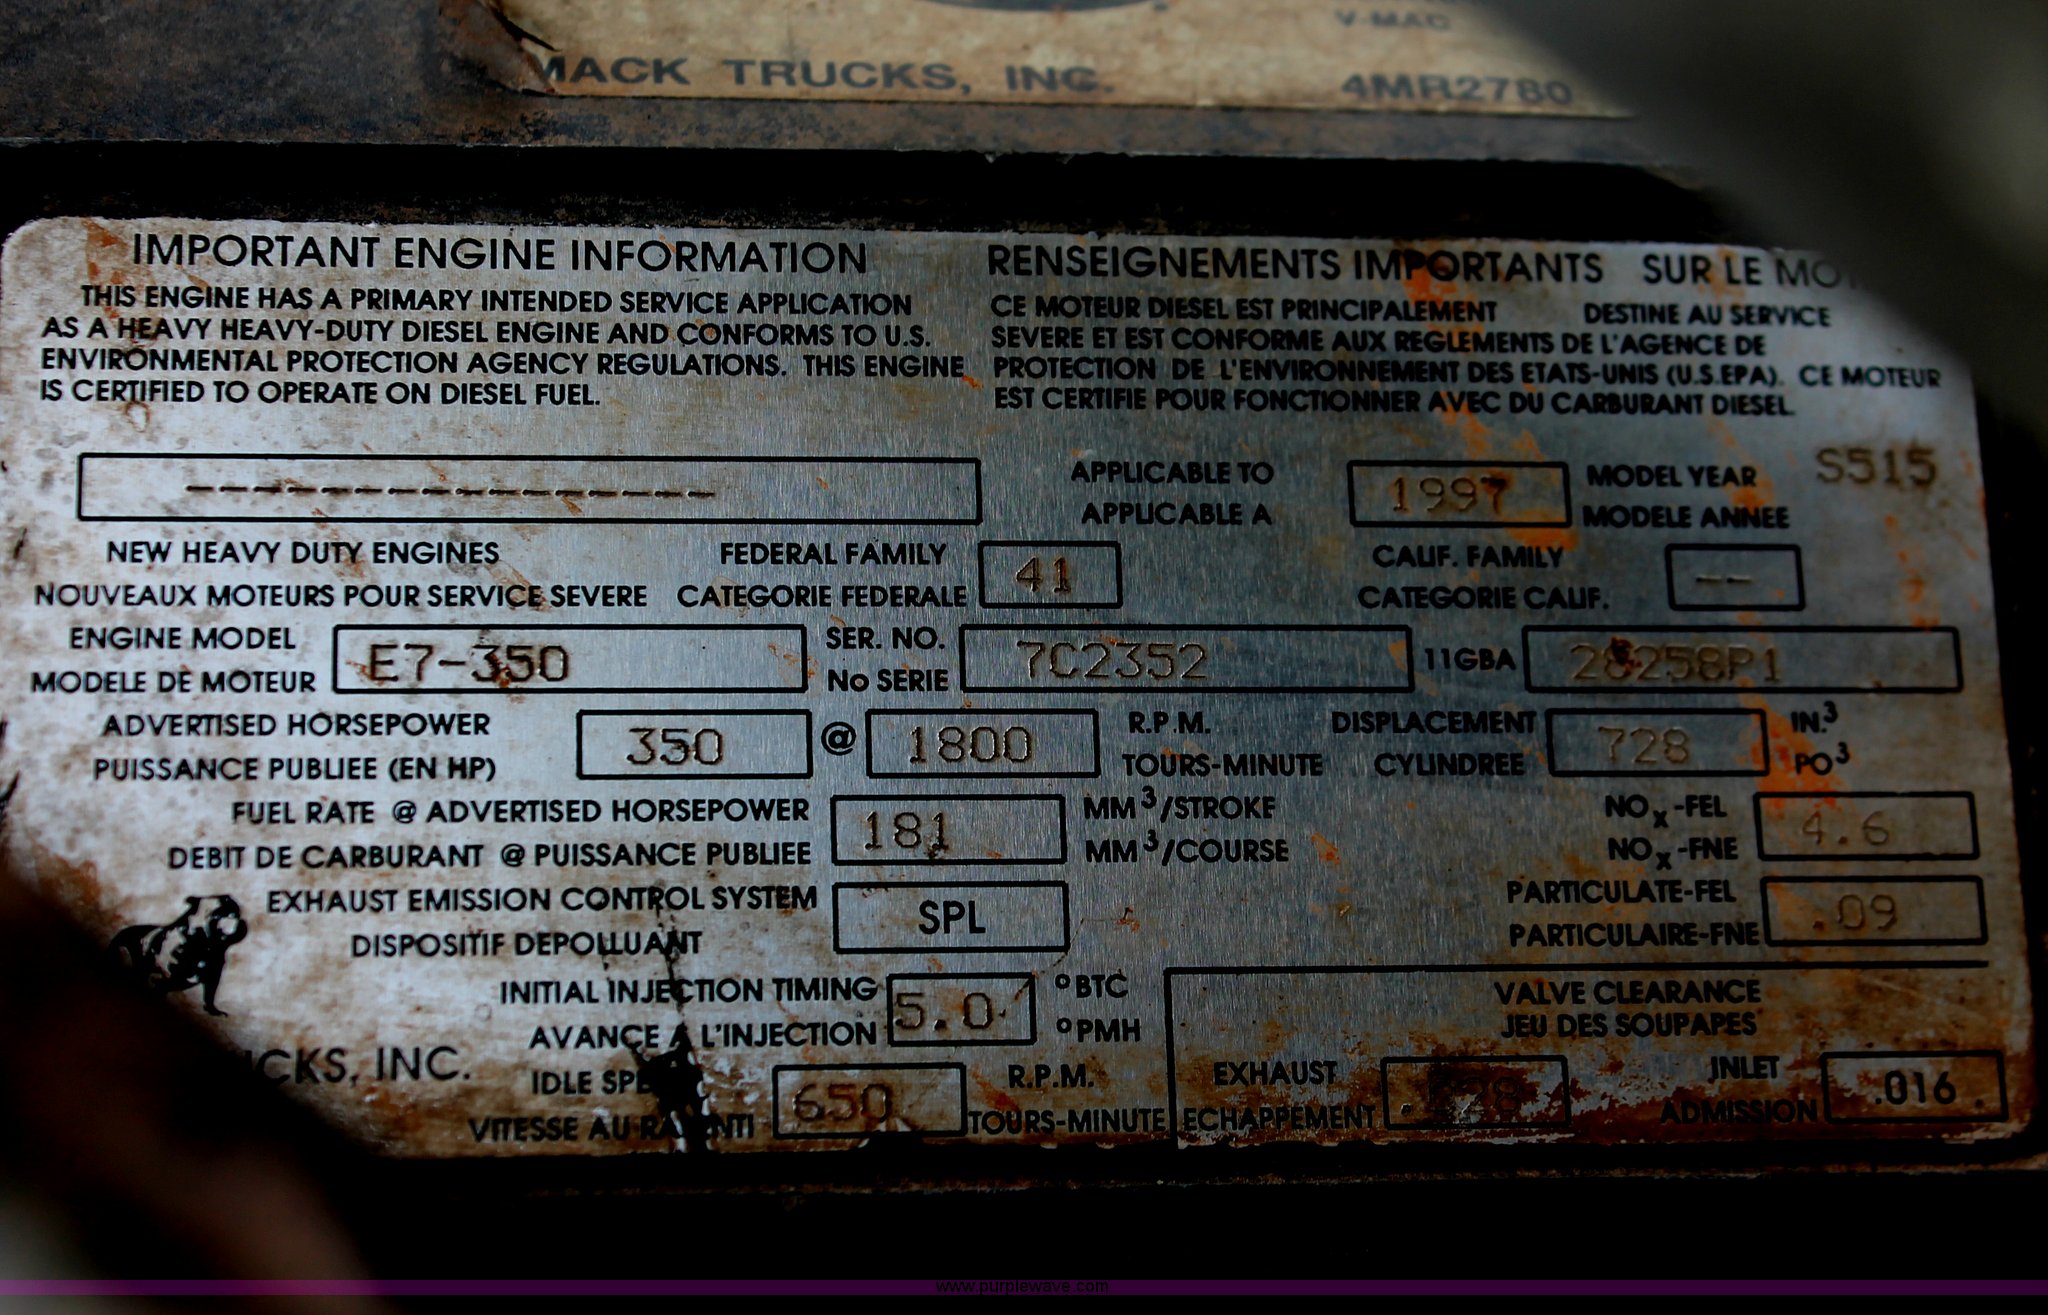 V-MAC
MACK TRUCKS, INC. 4MR2780
IMPORTANT ENGINE INFORMATION
THIS ENGINE HAS A PRIMARY INTENDED SERVICE APPLICATION
AS A HEAVY HEAVY-DUTY DIESEL ENGINE AND CONFORMS TO U.S.
ENVIRONMENTAL PROTECTION AGENCY REGULATIONS. THIS ENGINE
IS CERTIFIED TO OPERATE ON DIESEL FUEL.
RENSEIGNEMENTS IMPORTANTS SUR LE
CE MOTEUR DIESEL EST PRINCIPALEMENT DESTINE AU SERVICE
SEVERE ET EST CONFORME AUX REGLEMENTS DE L'AGENCE DE
PROTECTION DE L'ENVIRONNEMENT DES ETATS-UNIS (U.S.EPA). CE MOTEUR
EST CERTIFIE POUR FONCTIONNER AVEC DU CARBURANT DIESEL.
----------------
APPLICABLE TO 1997 MODEL YEAR S515
APPLICABLE A MODELE ANNEE
NEW HEAVY DUTY ENGINES FEDERAL FAMILY 41 CALIF. FAMILY --
NOUVEAUX MOTEURS POUR SERVICE SEVERE CATEGORIE FEDERALE CATEGORIE CALIF.
ENGINE MODEL E7-350 SER. NO. 7C2352 11GBA 28258P1
MODELE DE MOTEUR No SERIE
ADVERTISED HORSEPOWER 350 @ 1800 R.P.M. DISPLACEMENT 728 IN.³
PUISSANCE PUBLIEE (EN HP) TOURS-MINUTE CYLINDREE PO³
FUEL RATE @ ADVERTISED HORSEPOWER 181 MM³/STROKE NOx-FEL 4.6
DEBIT DE CARBURANT @ PUISSANCE PUBLIEE MM³/COURSE NOx-FNE
EXHAUST EMISSION CONTROL SYSTEM SPL PARTICULATE-FEL .09
DISPOSITIF DEPOLLUANT PARTICULAIRE-FNE
INITIAL INJECTION TIMING 5.0 °BTC VALVE CLEARANCE
AVANCE A L'INJECTION °PMH JEU DES SOUPAPES
INC.
IDLE 650 R.P.M. EXHAUST INLET .016
VITESSE AU TOURS-MINUTE ECHAPPEMENT ADMISSION
www.purplewave.com